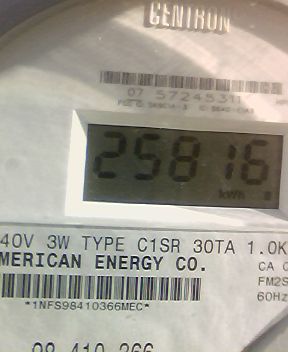 CENTRON
07 57245311
25816
kWh
40V 3W TYPE C1SR 30TA 1.0K
MERICAN ENERGY CO.
CA
FM2S
60Hz
*1NFS98410366MEC*
98 410 366